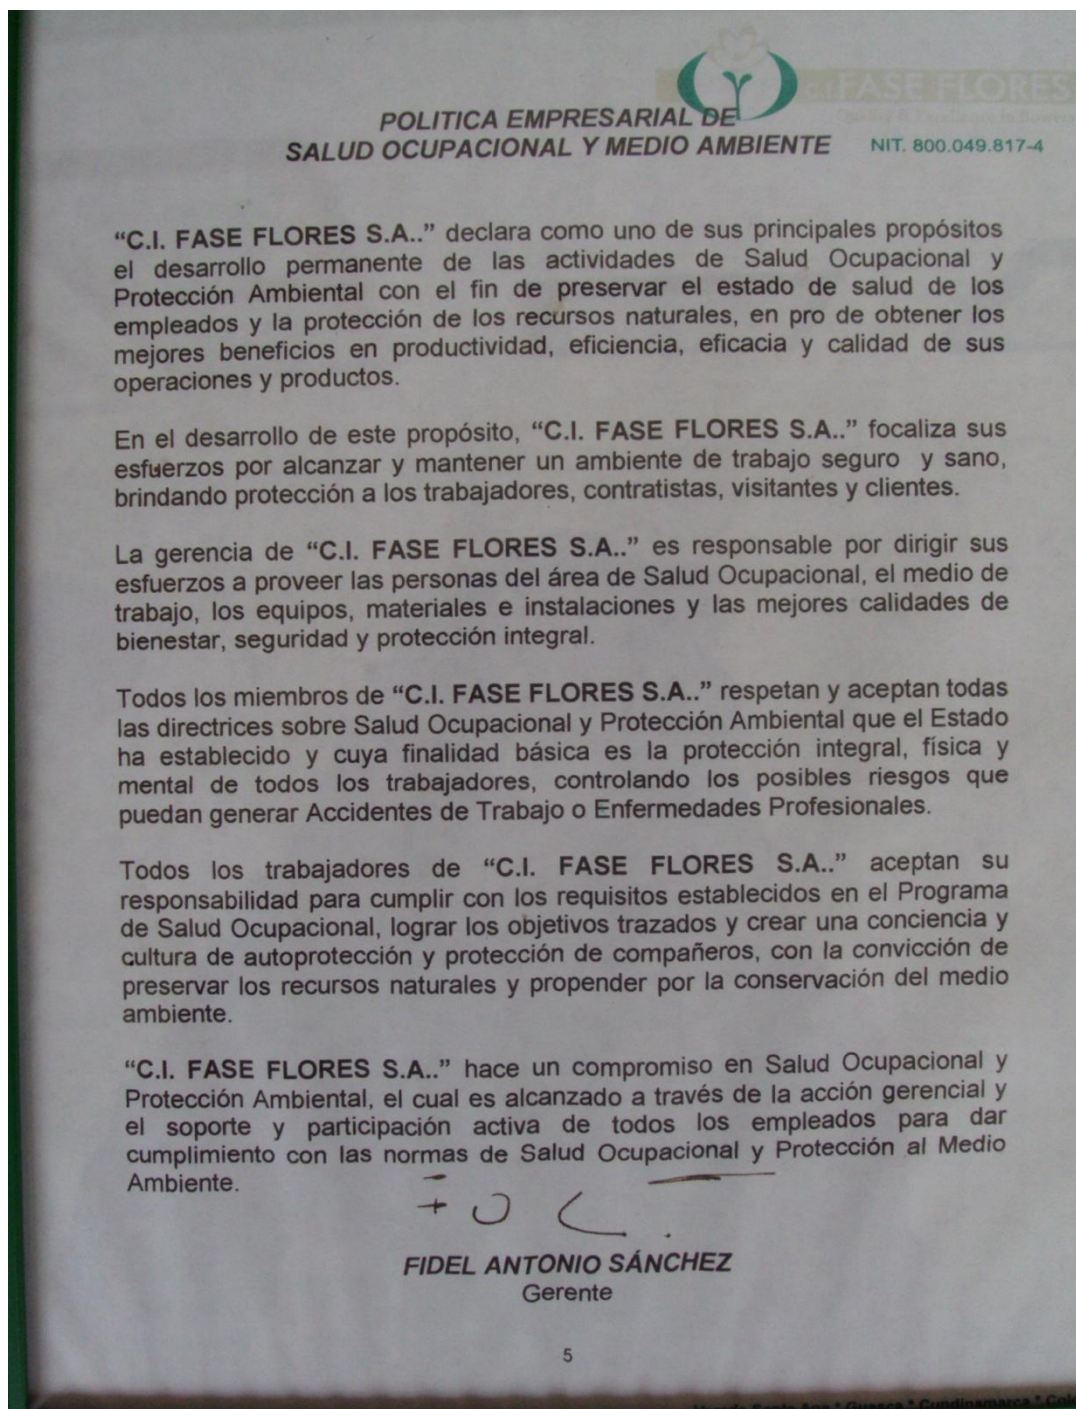 C.I. FASE FLORES
Quality & Excellence in flowers
POLITICA EMPRESARIAL DE
SALUD OCUPACIONAL Y MEDIO AMBIENTE
NIT. 800.049.817-4
“C.I. FASE FLORES S.A..” declara como uno de sus principales propósitos
el desarrollo permanente de las actividades de Salud Ocupacional y
Protección Ambiental con el fin de preservar el estado de salud de los
empleados y la protección de los recursos naturales, en pro de obtener los
mejores beneficios en productividad, eficiencia, eficacia y calidad de sus
operaciones y productos.
En el desarrollo de este propósito, “C.I. FASE FLORES S.A..” focaliza sus
esfuerzos por alcanzar y mantener un ambiente de trabajo seguro y sano,
brindando protección a los trabajadores, contratistas, visitantes y clientes.
La gerencia de “C.I. FASE FLORES S.A..” es responsable por dirigir sus
esfuerzos a proveer las personas del área de Salud Ocupacional, el medio de
trabajo, los equipos, materiales e instalaciones y las mejores calidades de
bienestar, seguridad y protección integral.
Todos los miembros de “C.I. FASE FLORES S.A..” respetan y aceptan todas
las directrices sobre Salud Ocupacional y Protección Ambiental que el Estado
ha establecido y cuya finalidad básica es la protección integral, física y
mental de todos los trabajadores, controlando los posibles riesgos que
puedan generar Accidentes de Trabajo o Enfermedades Profesionales.
Todos los trabajadores de “C.I. FASE FLORES S.A..” aceptan su
responsabilidad para cumplir con los requisitos establecidos en el Programa
de Salud Ocupacional, lograr los objetivos trazados y crear una conciencia y
cultura de autoprotección y protección de compañeros, con la convicción de
preservar los recursos naturales y propender por la conservación del medio
ambiente.
“C.I. FASE FLORES S.A..” hace un compromiso en Salud Ocupacional y
Protección Ambiental, el cual es alcanzado a través de la acción gerencial y
el soporte y participación activa de todos los empleados para dar
cumplimiento con las normas de Salud Ocupacional y Protección al Medio
Ambiente.
FIDEL ANTONIO SÁNCHEZ
Gerente
5
Vereda Santa Ana * Guasca * Cundinamarca *